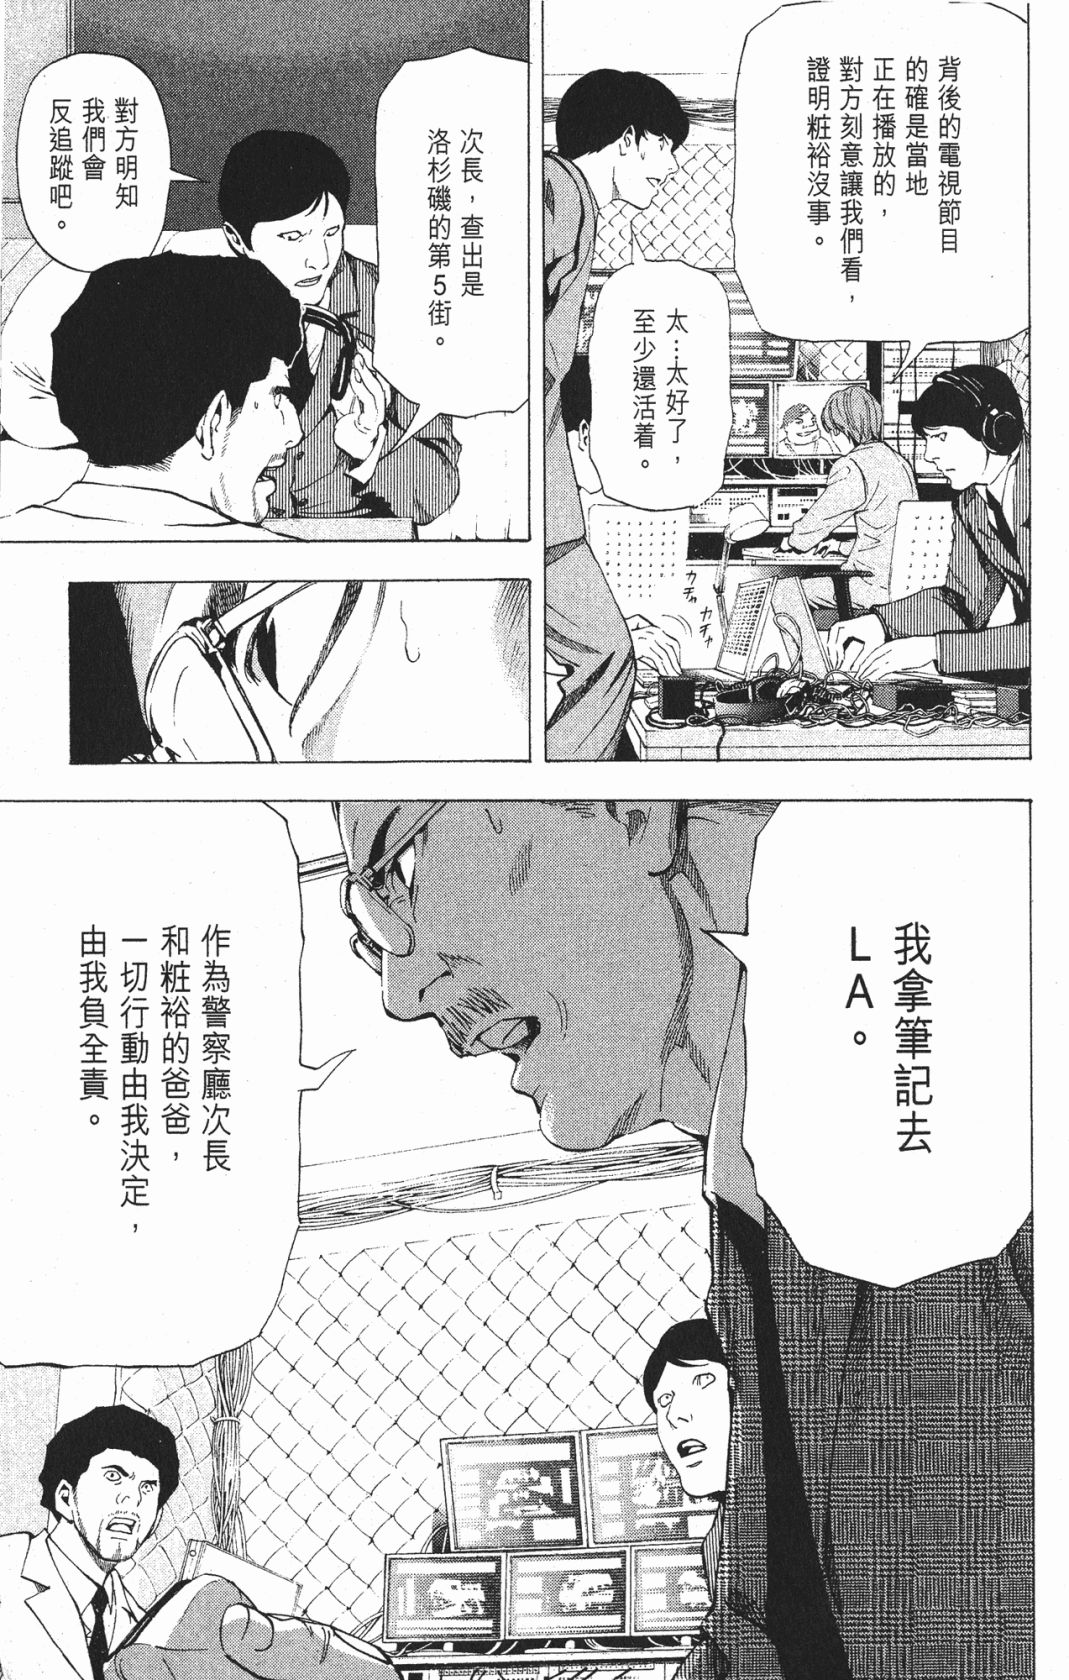 背後的電視節目
的確是當地
正在播放的，
對方刻意讓我們看，
證明粧裕沒事。
太…太好了，
至少還活着。
カチャ
カチャ
次長，查出是
洛杉磯的第5街。
對方明知
我們會
反追蹤吧。
我拿筆記去
LA。
作為警察廳次長
和粧裕的爸爸，
一切行動由我決定，
由我負全責。